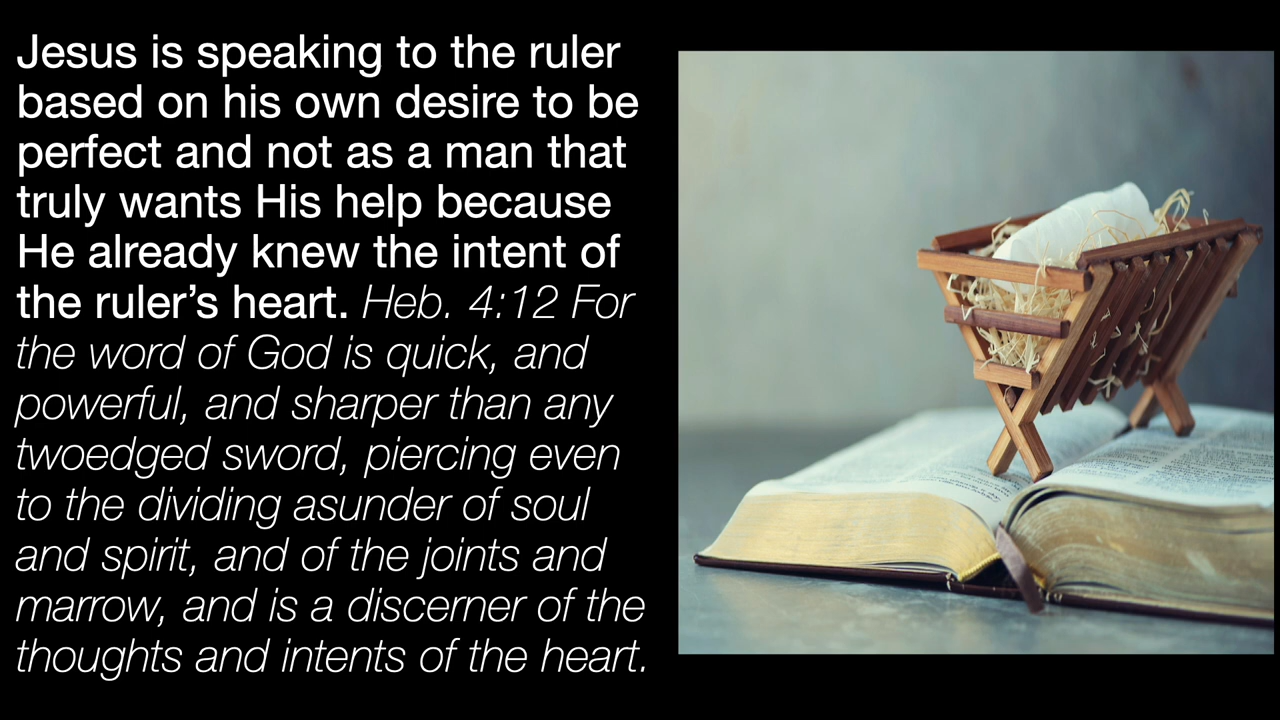 Jesus is speaking to the ruler
based on his own desire to be
perfect and not as a man that
truly wants His help because
He already knew the intent of
the ruler’s heart. Heb. 4:12 For
the word of God is quick, and
powerful, and sharper than any
twoedged sword, piercing even
to the dividing asunder of soul
and spirit, and of the joints and
marrow, and is a discerner of the
thoughts and intents of the heart.